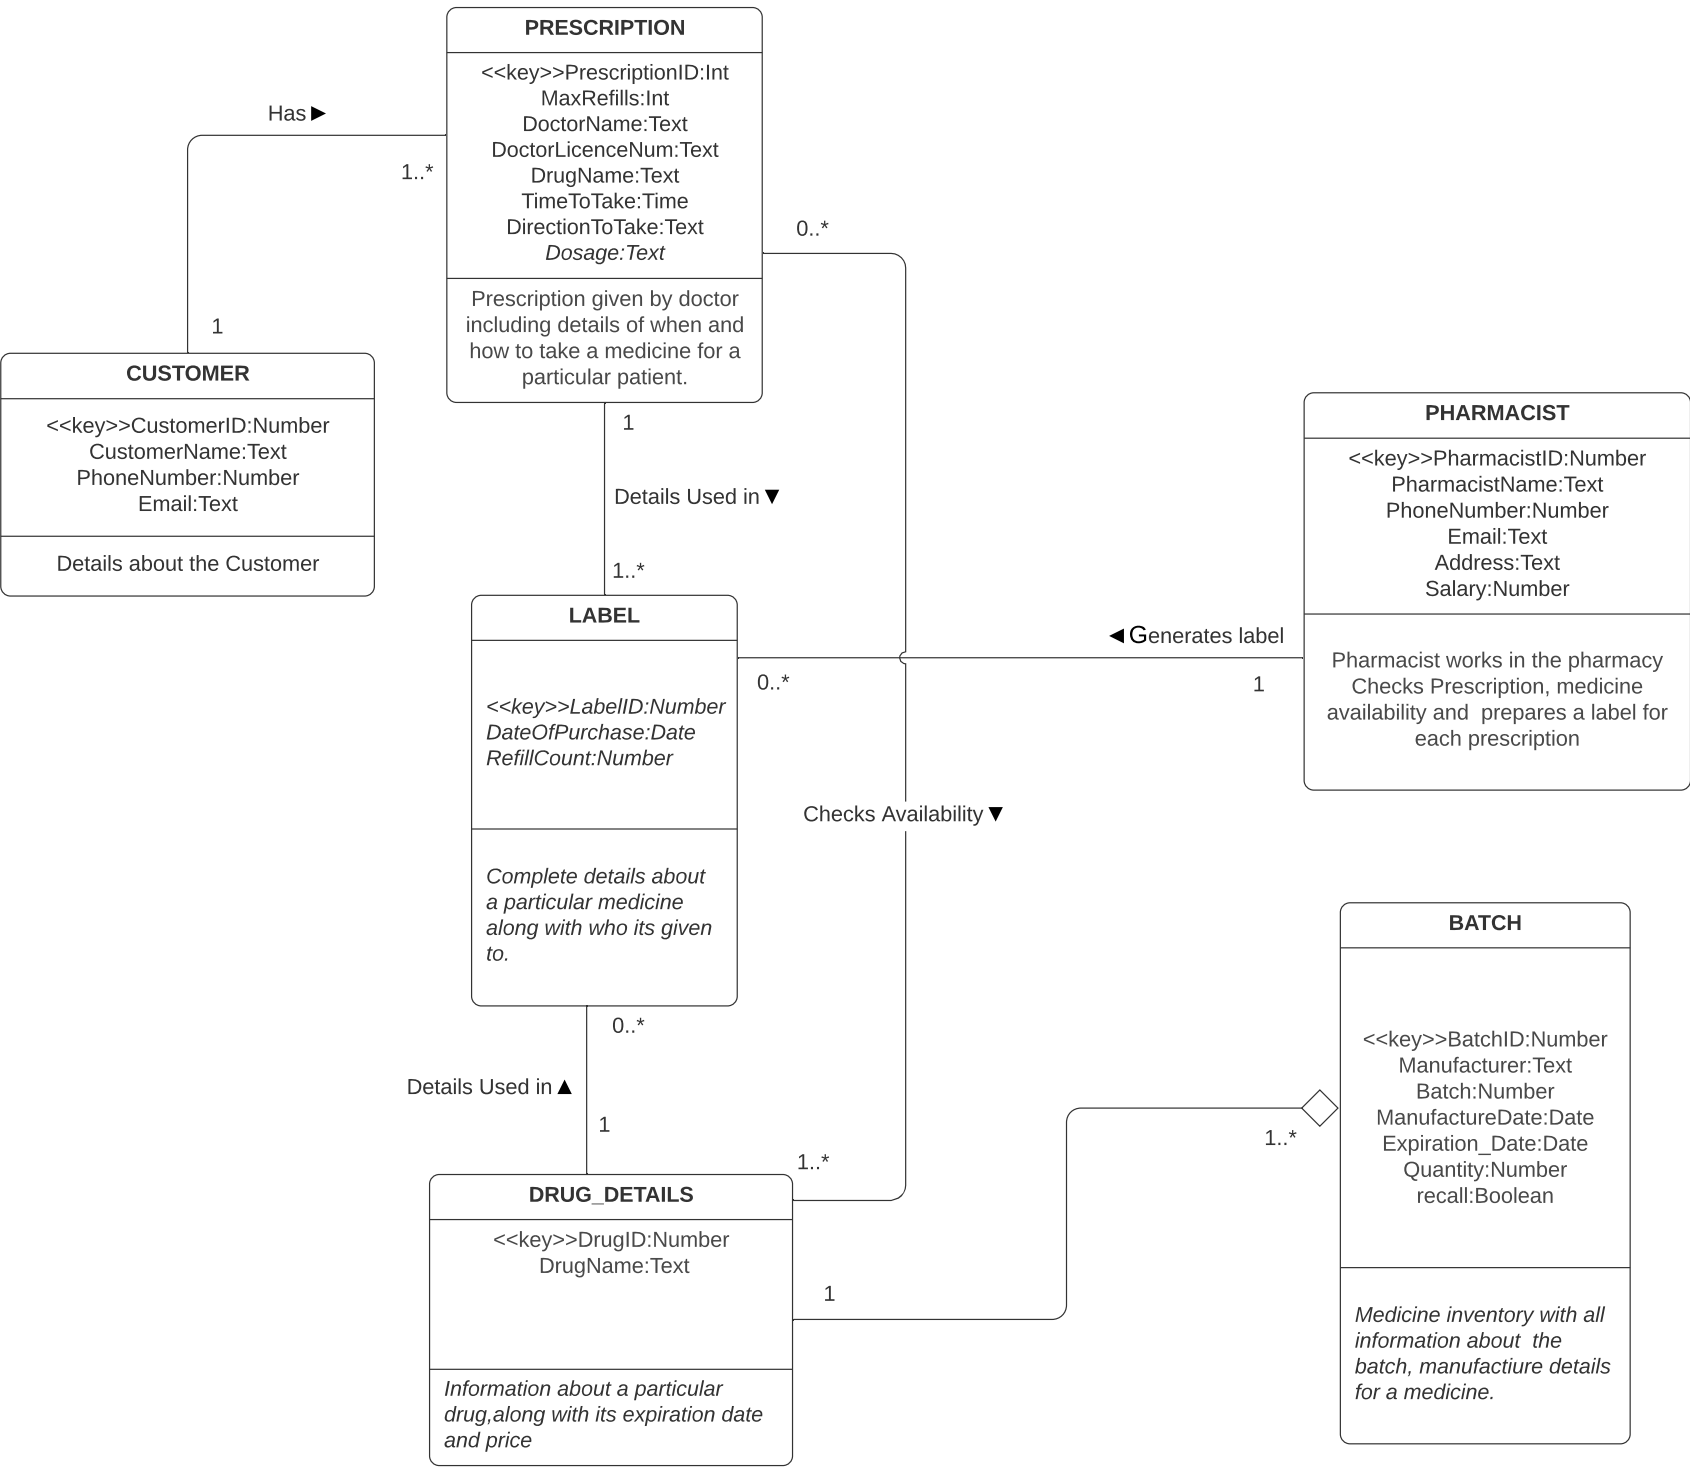 PRESCRIPTION
<<key>>PrescriptionID:Int
MaxRefills:Int
DoctorName:Text
DoctorLicenceNum:Text
DrugName:Text
TimeToTake:Time
DirectionToTake:Text
Dosage:Text
Prescription given by doctor
including details of when and
how to take a medicine for a
particular patient.
Has ►
1..*
1
0..*
CUSTOMER
<<key>>CustomerID:Number
CustomerName:Text
PhoneNumber:Number
Email:Text
Details about the Customer
1
Details Used in ▼
1..*
PHARMACIST
<<key>>PharmacistID:Number
PharmacistName:Text
PhoneNumber:Number
Email:Text
Address:Text
Salary:Number
Pharmacist works in the pharmacy
Checks Prescription, medicine
availability and  prepares a label for
each prescription
LABEL
<<key>>LabelID:Number
DateOfPurchase:Date
RefillCount:Number
Complete details about
a particular medicine
along with who its given
to.
◄Generates label
0..*
1
Checks Availability ▼
0..*
Details Used in ▲
1
1..*
BATCH
<<key>>BatchID:Number
Manufacturer:Text
Batch:Number
ManufactureDate:Date
Expiration_Date:Date
Quantity:Number
recall:Boolean
Medicine inventory with all
information about  the
batch, manufactiure details
for a medicine.
1..*
1
DRUG_DETAILS
<<key>>DrugID:Number
DrugName:Text
Information about a particular
drug,along with its expiration date
and price